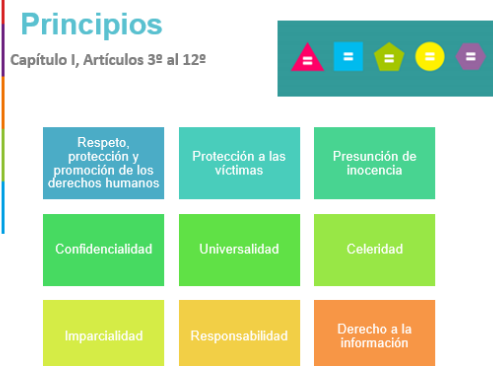 Principios
Capítulo I, Artículos 3º al 12º
Respeto,
protección y
promoción de los
derechos humanos
Protección a las
víctimas
Presunción de
inocencia
Confidencialidad
Universalidad
Celeridad
Imparcialidad
Responsabilidad
Derecho a la
información